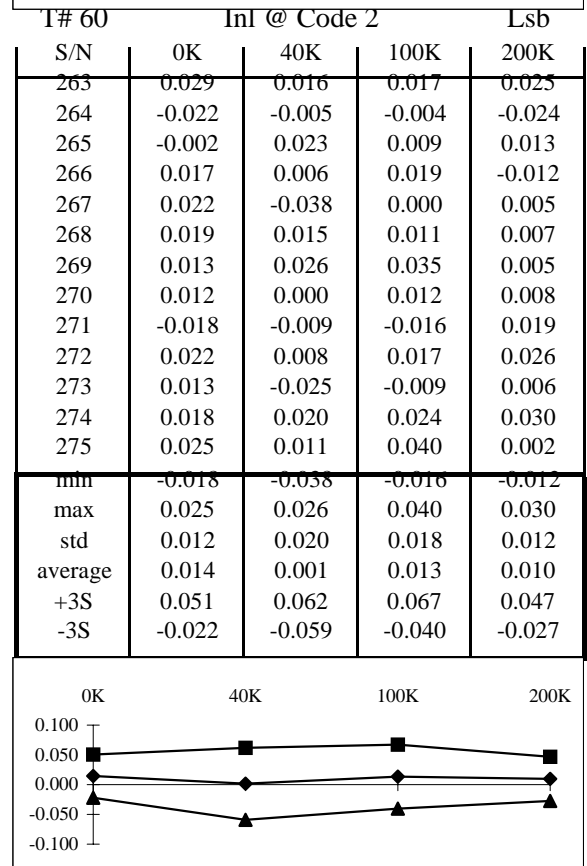 T# 60 Inl @ Code 2 Lsb
S/N 0K 40K 100K 200K
263 0.029 0.016 0.017 0.025
264 -0.022 -0.005 -0.004 -0.024
265 -0.002 0.023 0.009 0.013
266 0.017 0.006 0.019 -0.012
267 0.022 -0.038 0.000 0.005
268 0.019 0.015 0.011 0.007
269 0.013 0.026 0.035 0.005
270 0.012 0.000 0.012 0.008
271 -0.018 -0.009 -0.016 0.019
272 0.022 0.008 0.017 0.026
273 0.013 -0.025 -0.009 0.006
274 0.018 0.020 0.024 0.030
275 0.025 0.011 0.040 0.002
min -0.018 -0.038 -0.016 -0.012
max 0.025 0.026 0.040 0.030
std 0.012 0.020 0.018 0.012
average 0.014 0.001 0.013 0.010
+3S 0.051 0.062 0.067 0.047
-3S -0.022 -0.059 -0.040 -0.027
0K 40K 100K 200K
0.100
0.050
0.000
-0.050
-0.100